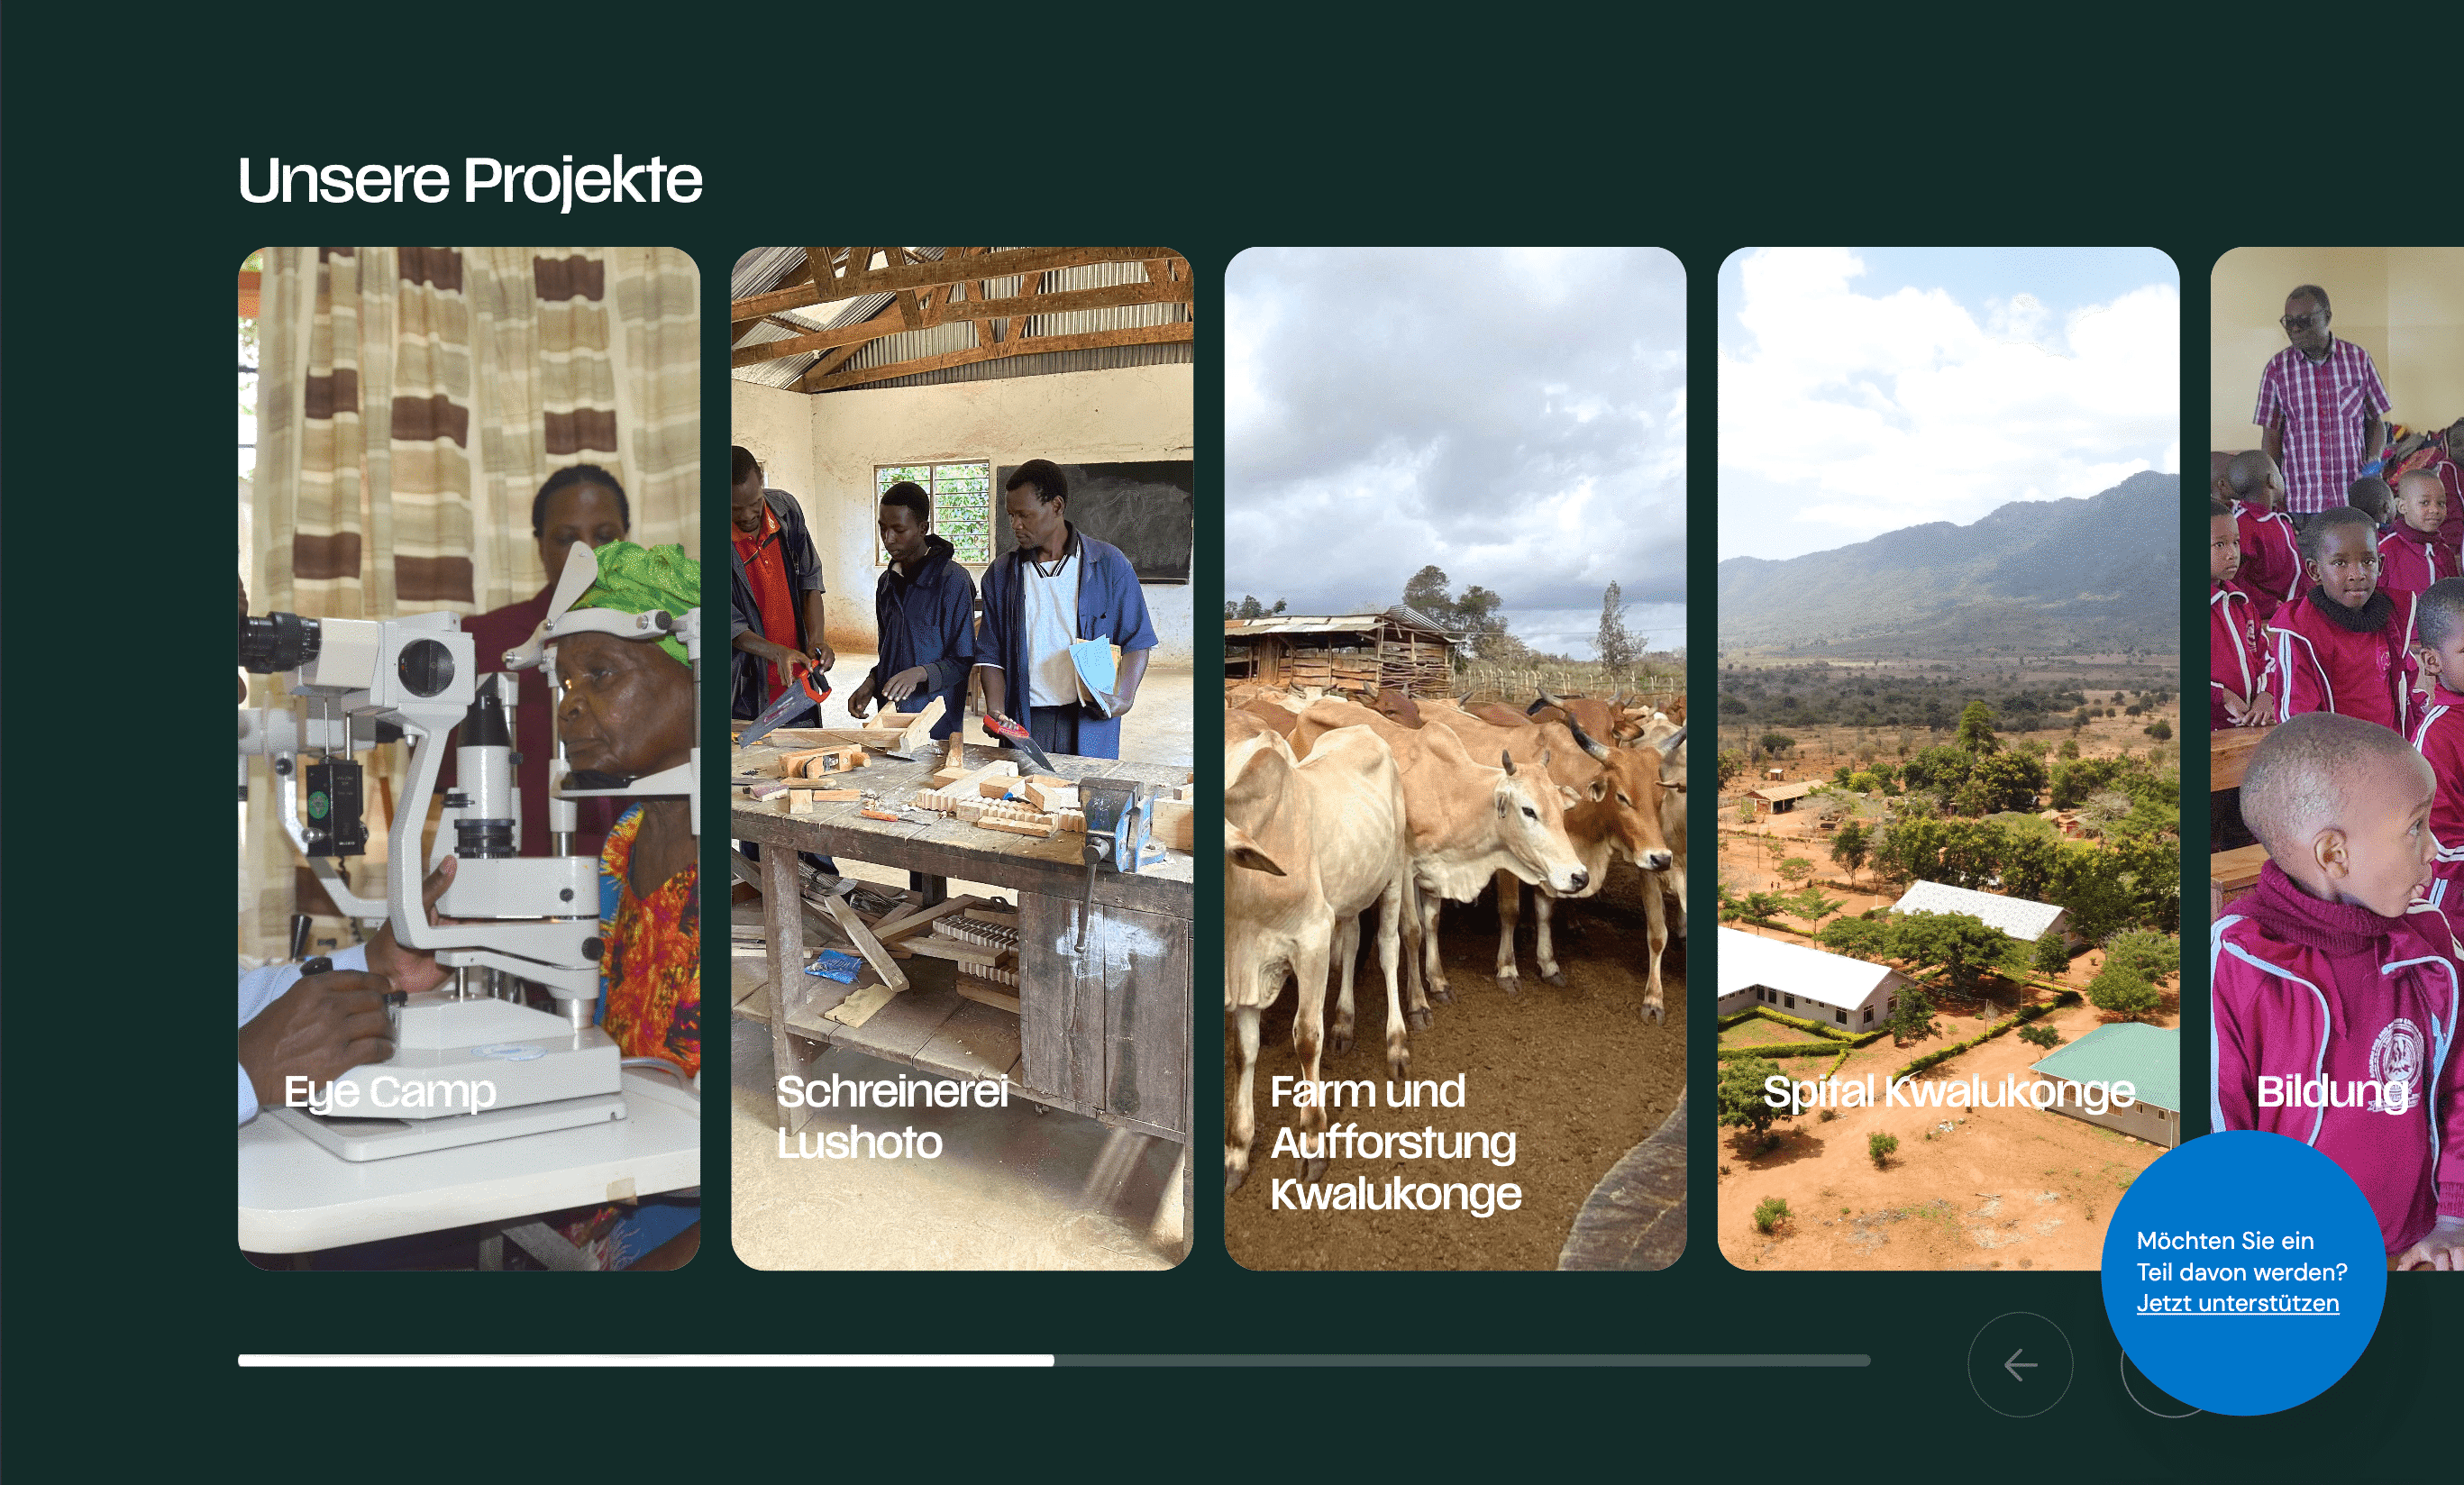 Unsere Projekte
Eye Camp
Schreinerei
Lushoto
Farm und
Aufforstung
Kwalukonge
Spital Kwalukonge
Bildung
Möchten Sie ein
Teil davon werden?
Jetzt unterstützen